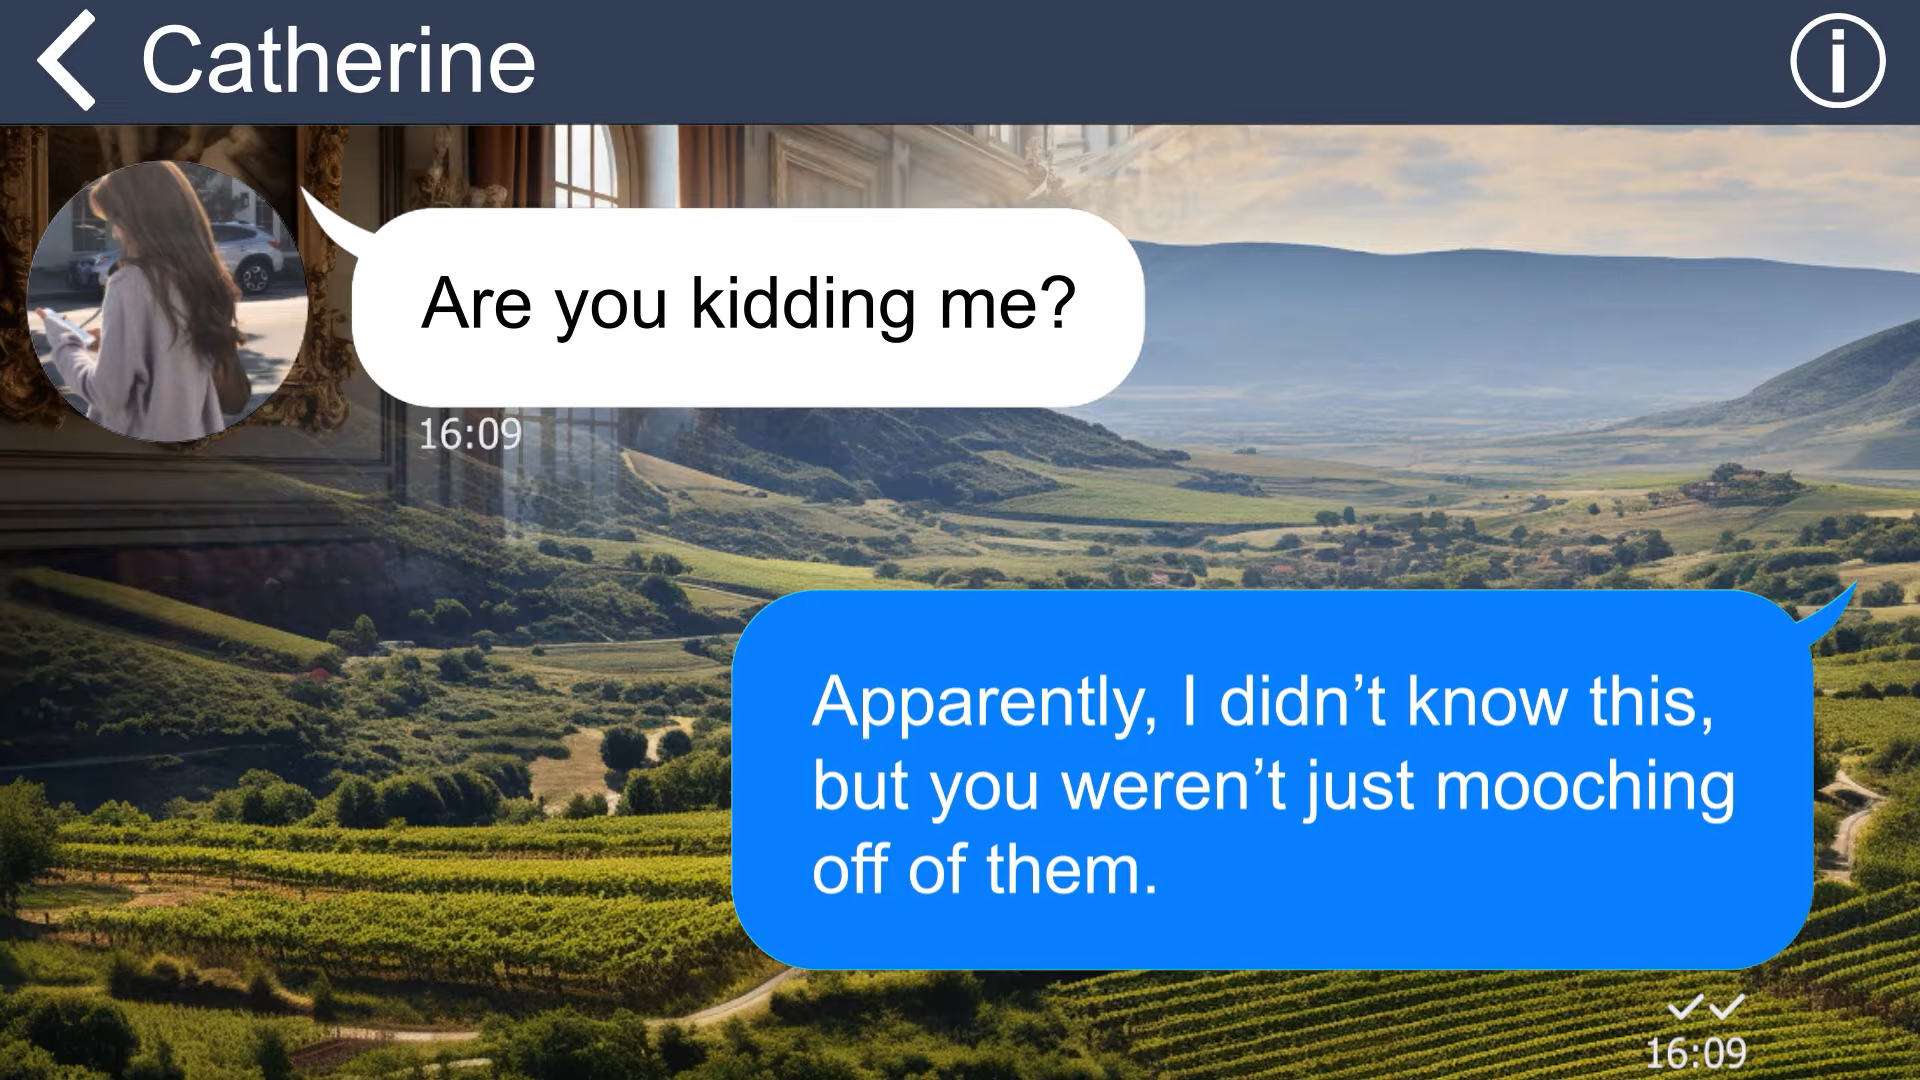 Catherine
Are you kidding me?
16:09
Apparently, I didn’t know this,
but you weren’t just mooching
off of them.
16:09